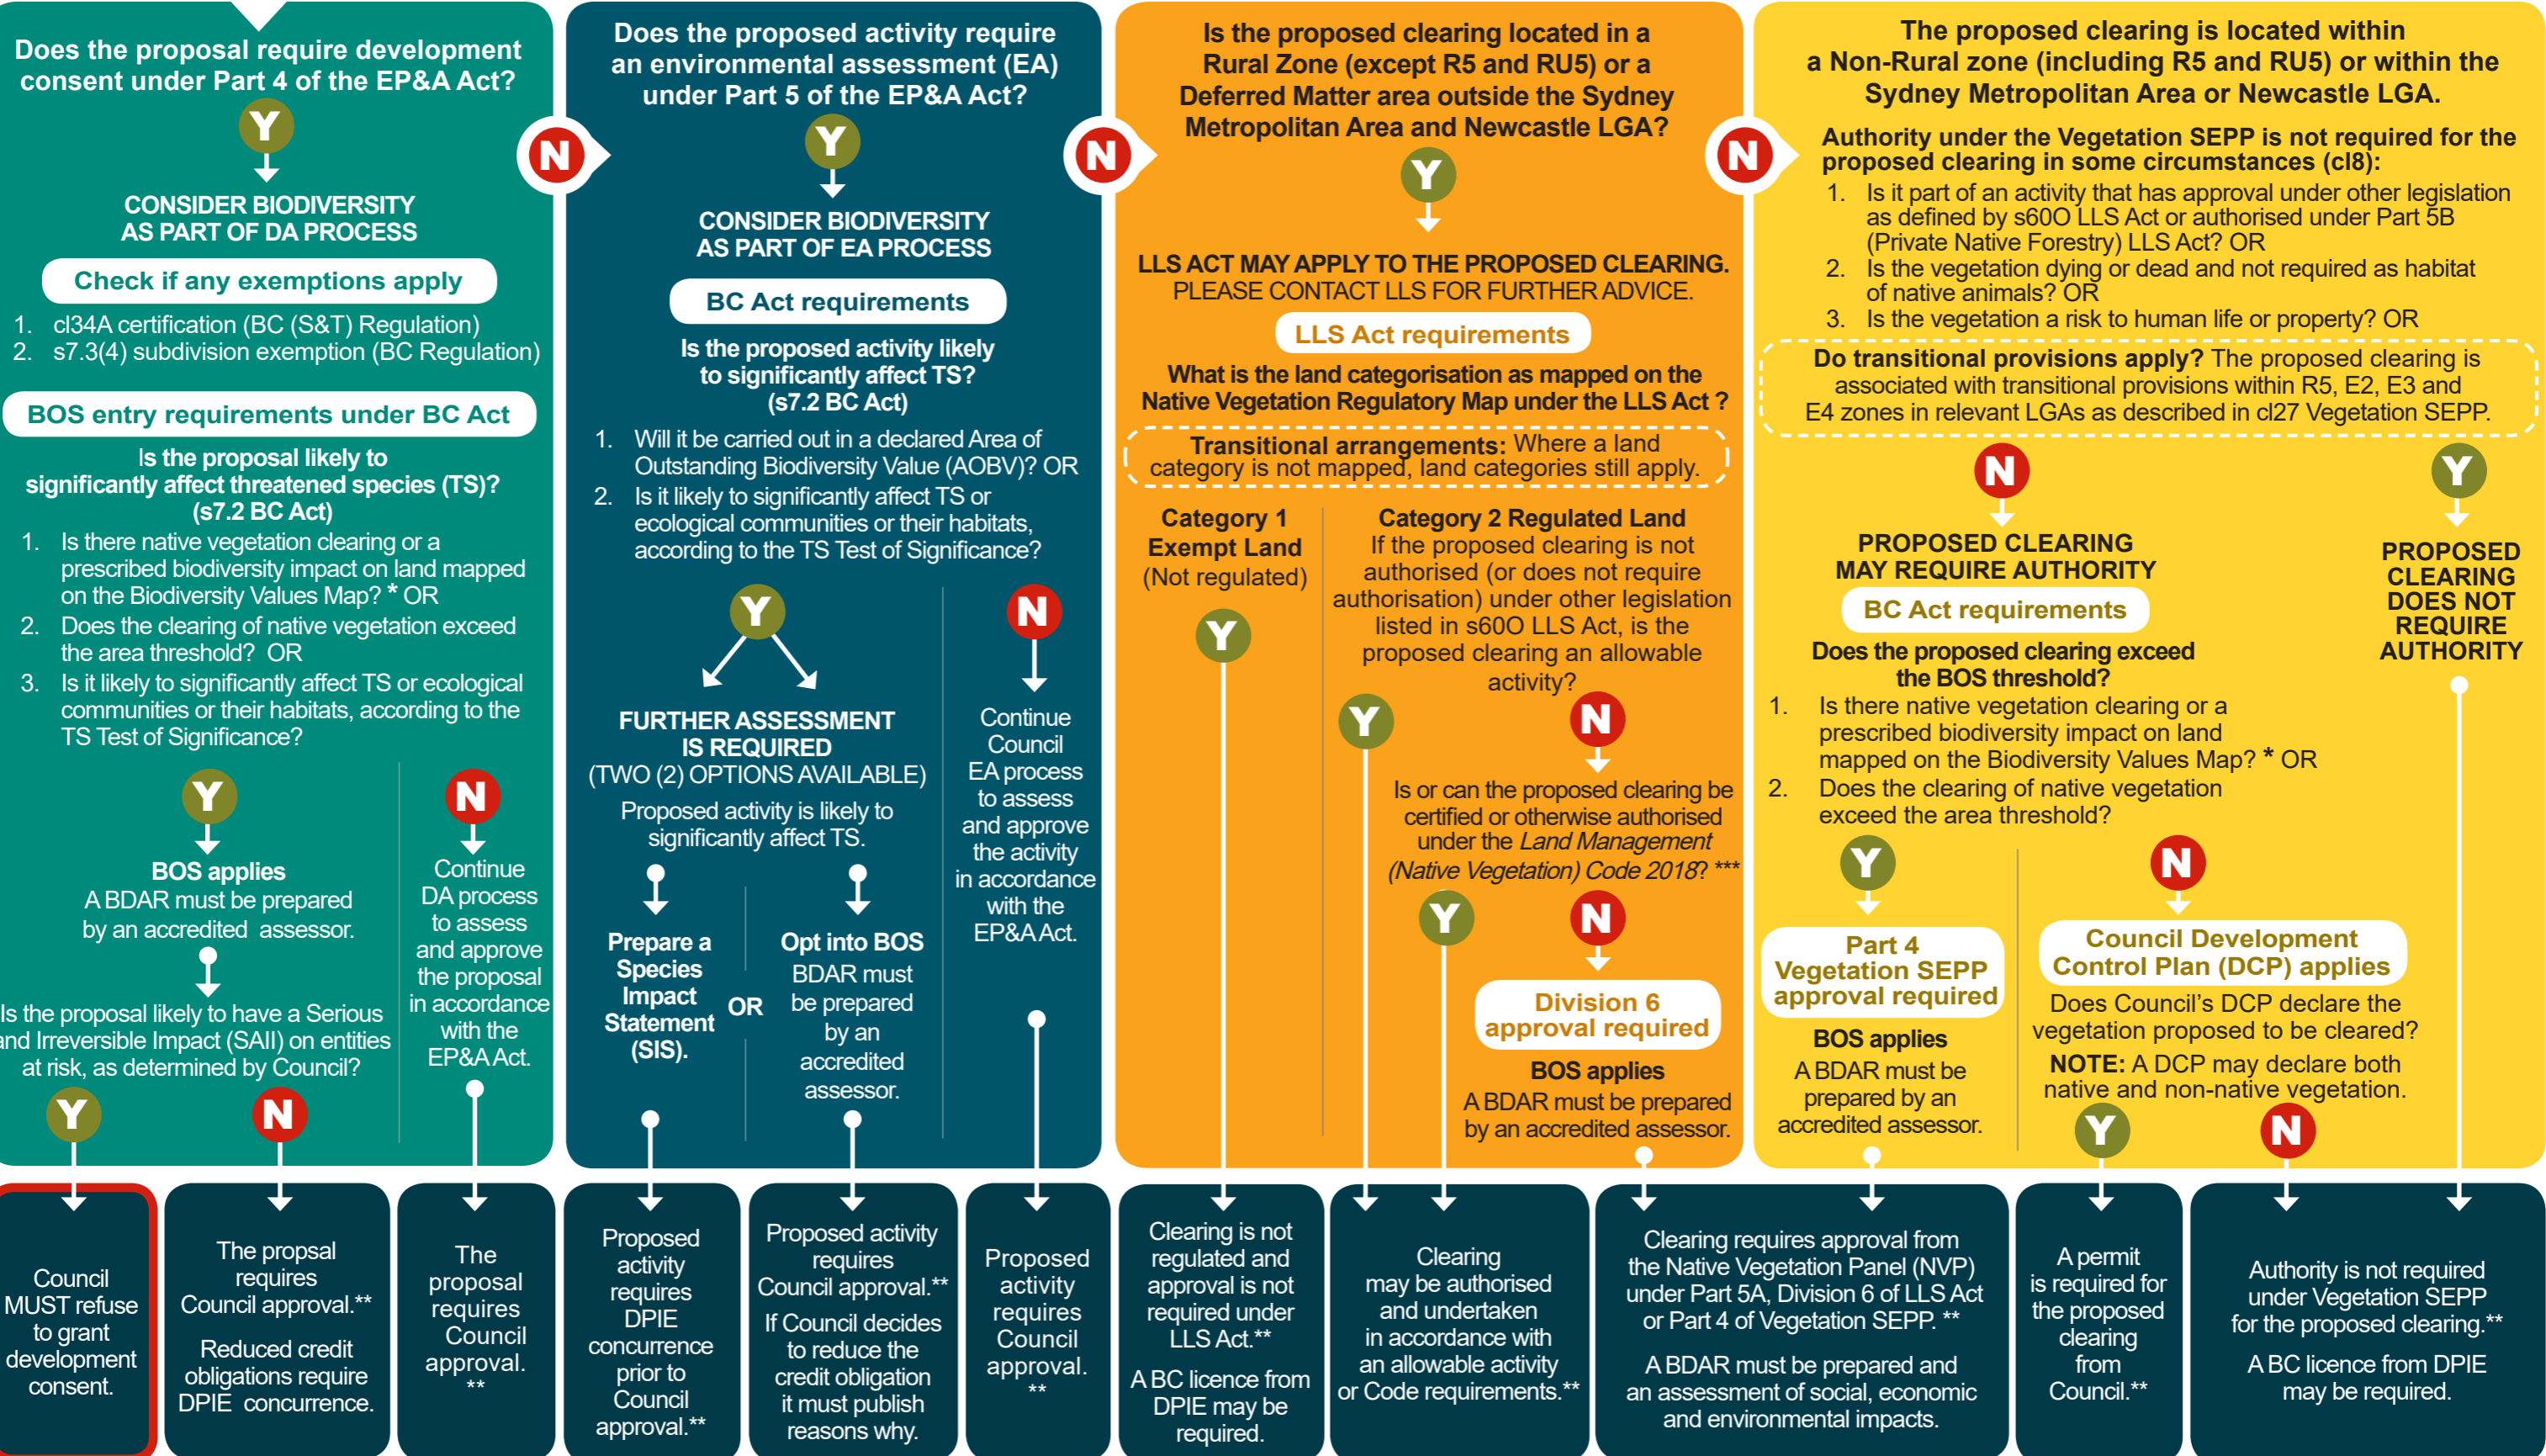 Does the proposal require development
consent under Part 4 of the EP&A Act?
Y
N
CONSIDER BIODIVERSITY
AS PART OF DA PROCESS
Check if any exemptions apply
1. cl34A certification (BC (S&T) Regulation)
2. s7.3(4) subdivision exemption (BC Regulation)
BOS entry requirements under BC Act
Is the proposal likely to
significantly affect threatened species (TS)?
(s7.2 BC Act)
1. Is there native vegetation clearing or a
prescribed biodiversity impact on land mapped
on the Biodiversity Values Map? * OR
2. Does the clearing of native vegetation exceed
the area threshold? OR
3. Is it likely to significantly affect TS or ecological
communities or their habitats, according to the
TS Test of Significance?
Y
BOS applies
A BDAR must be prepared
by an accredited assessor.
Is the proposal likely to have a Serious
and Irreversible Impact (SAII) on entities
at risk, as determined by Council?
Y
N
N
Continue
DA process
to assess
and approve
the proposal
in accordance
with the
EP&A Act.
Council
MUST refuse
to grant
development
consent.
The propsal
requires
Council approval.**
Reduced credit
obligations require
DPIE concurrence.
The
proposal
requires
Council
approval.
**
Does the proposed activity require
an environmental assessment (EA)
under Part 5 of the EP&A Act?
Y
N
CONSIDER BIODIVERSITY
AS PART OF EA PROCESS
BC Act requirements
Is the proposed activity likely
to significantly affect TS?
(s7.2 BC Act)
1. Will it be carried out in a declared Area of
Outstanding Biodiversity Value (AOBV)? OR
2. Is it likely to significantly affect TS or
ecological communities or their habitats,
according to the TS Test of Significance?
Y
FURTHER ASSESSMENT
IS REQUIRED
(TWO (2) OPTIONS AVAILABLE)
Proposed activity is likely to
significantly affect TS.
Prepare a
Species
Impact
Statement
(SIS).
OR
Opt into BOS
BDAR must
be prepared
by an
accredited
assessor.
N
Continue
Council
EA process
to assess
and approve
the activity
in accordance
with the
EP&A Act.
Proposed
activity
requires
DPIE
concurrence
prior to
Council
approval.**
Proposed activity
requires
Council approval.**
If Council decides
to reduce the
credit obligation
it must publish
reasons why.
Proposed
activity
requires
Council
approval.
**
Is the proposed clearing located in a
Rural Zone (except R5 and RU5) or a
Deferred Matter area outside the Sydney
Metropolitan Area and Newcastle LGA?
Y
N
LLS ACT MAY APPLY TO THE PROPOSED CLEARING.
PLEASE CONTACT LLS FOR FURTHER ADVICE.
LLS Act requirements
What is the land categorisation as mapped on the
Native Vegetation Regulatory Map under the LLS Act ?
Transitional arrangements: Where a land
category is not mapped, land categories still apply.
Category 1
Exempt Land
(Not regulated)
Y
Category 2 Regulated Land
If the proposed clearing is not
authorised (or does not require
authorisation) under other legislation
listed in s60O LLS Act, is the
proposed clearing an allowable
activity?
Y
N
Is or can the proposed clearing be
certified or otherwise authorised
under the Land Management
(Native Vegetation) Code 2018? ***
Y
N
Division 6
approval required
BOS applies
A BDAR must be prepared
by an accredited assessor.
Clearing is not
regulated and
approval is not
required under
LLS Act.**
A BC licence from
DPIE may be
required.
Clearing
may be authorised
and undertaken
in accordance with
an allowable activity
or Code requirements.**
Clearing requires approval from
the Native Vegetation Panel (NVP)
under Part 5A, Division 6 of LLS Act
or Part 4 of Vegetation SEPP. **
A BDAR must be prepared and
an assessment of social, economic
and environmental impacts.
The proposed clearing is located within
a Non-Rural zone (including R5 and RU5) or within the
Sydney Metropolitan Area or Newcastle LGA.
Authority under the Vegetation SEPP is not required for the
proposed clearing in some circumstances (cl8):
1. Is it part of an activity that has approval under other legislation
as defined by s60O LLS Act or authorised under Part 5B
(Private Native Forestry) LLS Act? OR
2. Is the vegetation dying or dead and not required as habitat
of native animals? OR
3. Is the vegetation a risk to human life or property? OR
Do transitional provisions apply? The proposed clearing is
associated with transitional provisions within R5, E2, E3 and
E4 zones in relevant LGAs as described in cl27 Vegetation SEPP.
N
PROPOSED CLEARING
MAY REQUIRE AUTHORITY
BC Act requirements
Does the proposed clearing exceed
the BOS threshold?
1. Is there native vegetation clearing or a
prescribed biodiversity impact on land
mapped on the Biodiversity Values Map? * OR
2. Does the clearing of native vegetation
exceed the area threshold?
Y
Part 4
Vegetation SEPP
approval required
BOS applies
A BDAR must be
prepared by an
accredited assessor.
N
Council Development
Control Plan (DCP) applies
Does Council's DCP declare the
vegetation proposed to be cleared?
NOTE: A DCP may declare both
native and non-native vegetation.
Y
N
Y
PROPOSED
CLEARING
DOES NOT
REQUIRE
AUTHORITY
A permit
is required for
the proposed
clearing
from
Council.**
Authority is not required
under Vegetation SEPP
for the proposed clearing.**
A BC licence from DPIE
may be required.